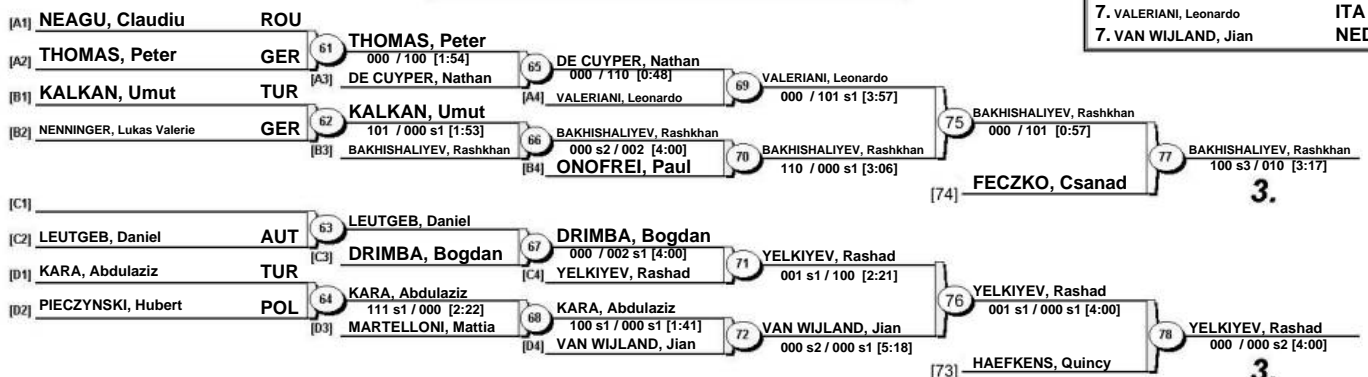 7. VALERIANI, Leonardo ITA
7. VAN WIJLAND, Jian NED
[A1] NEAGU, Claudiu ROU
[A2] THOMAS, Peter GER
61
THOMAS, Peter
000 / 100 [1:54]
[A3] DE CUYPER, Nathan
65
DE CUYPER, Nathan
000 / 110 [0:48]
[A4] VALERIANI, Leonardo
69
VALERIANI, Leonardo
000 / 101 s1 [3:57]
[B1] KALKAN, Umut TUR
[B2] NENNINGER, Lukas Valerie GER
62
KALKAN, Umut
101 / 000 s1 [1:53]
[B3] BAKHISHALIYEV, Rashkhan
66
BAKHISHALIYEV, Rashkhan
000 s2 / 002 [4:00]
[B4] ONOFREI, Paul
70
BAKHISHALIYEV, Rashkhan
110 / 000 s1 [3:06]
75
BAKHISHALIYEV, Rashkhan
000 / 101 [0:57]
[74] FECZKO, Csanad
77
BAKHISHALIYEV, Rashkhan
100 s3 / 010 [3:17]
3.
[C1]
[C2] LEUTGEB, Daniel AUT
63
LEUTGEB, Daniel
[C3] DRIMBA, Bogdan
67
DRIMBA, Bogdan
000 / 002 s1 [4:00]
[C4] YELKIYEV, Rashad
71
YELKIYEV, Rashad
001 s1 / 100 [2:21]
[D1] KARA, Abdulaziz TUR
[D2] PIECZYNSKI, Hubert POL
64
KARA, Abdulaziz
111 s1 / 000 [2:22]
[D3] MARTELLONI, Mattia
68
KARA, Abdulaziz
100 s1 / 000 s1 [1:41]
[D4] VAN WIJLAND, Jian
72
VAN WIJLAND, Jian
000 s2 / 000 s1 [5:18]
76
YELKIYEV, Rashad
001 s1 / 000 s1 [4:00]
[73] HAEFKENS, Quincy
78
YELKIYEV, Rashad
000 / 000 s2 [4:00]
3.